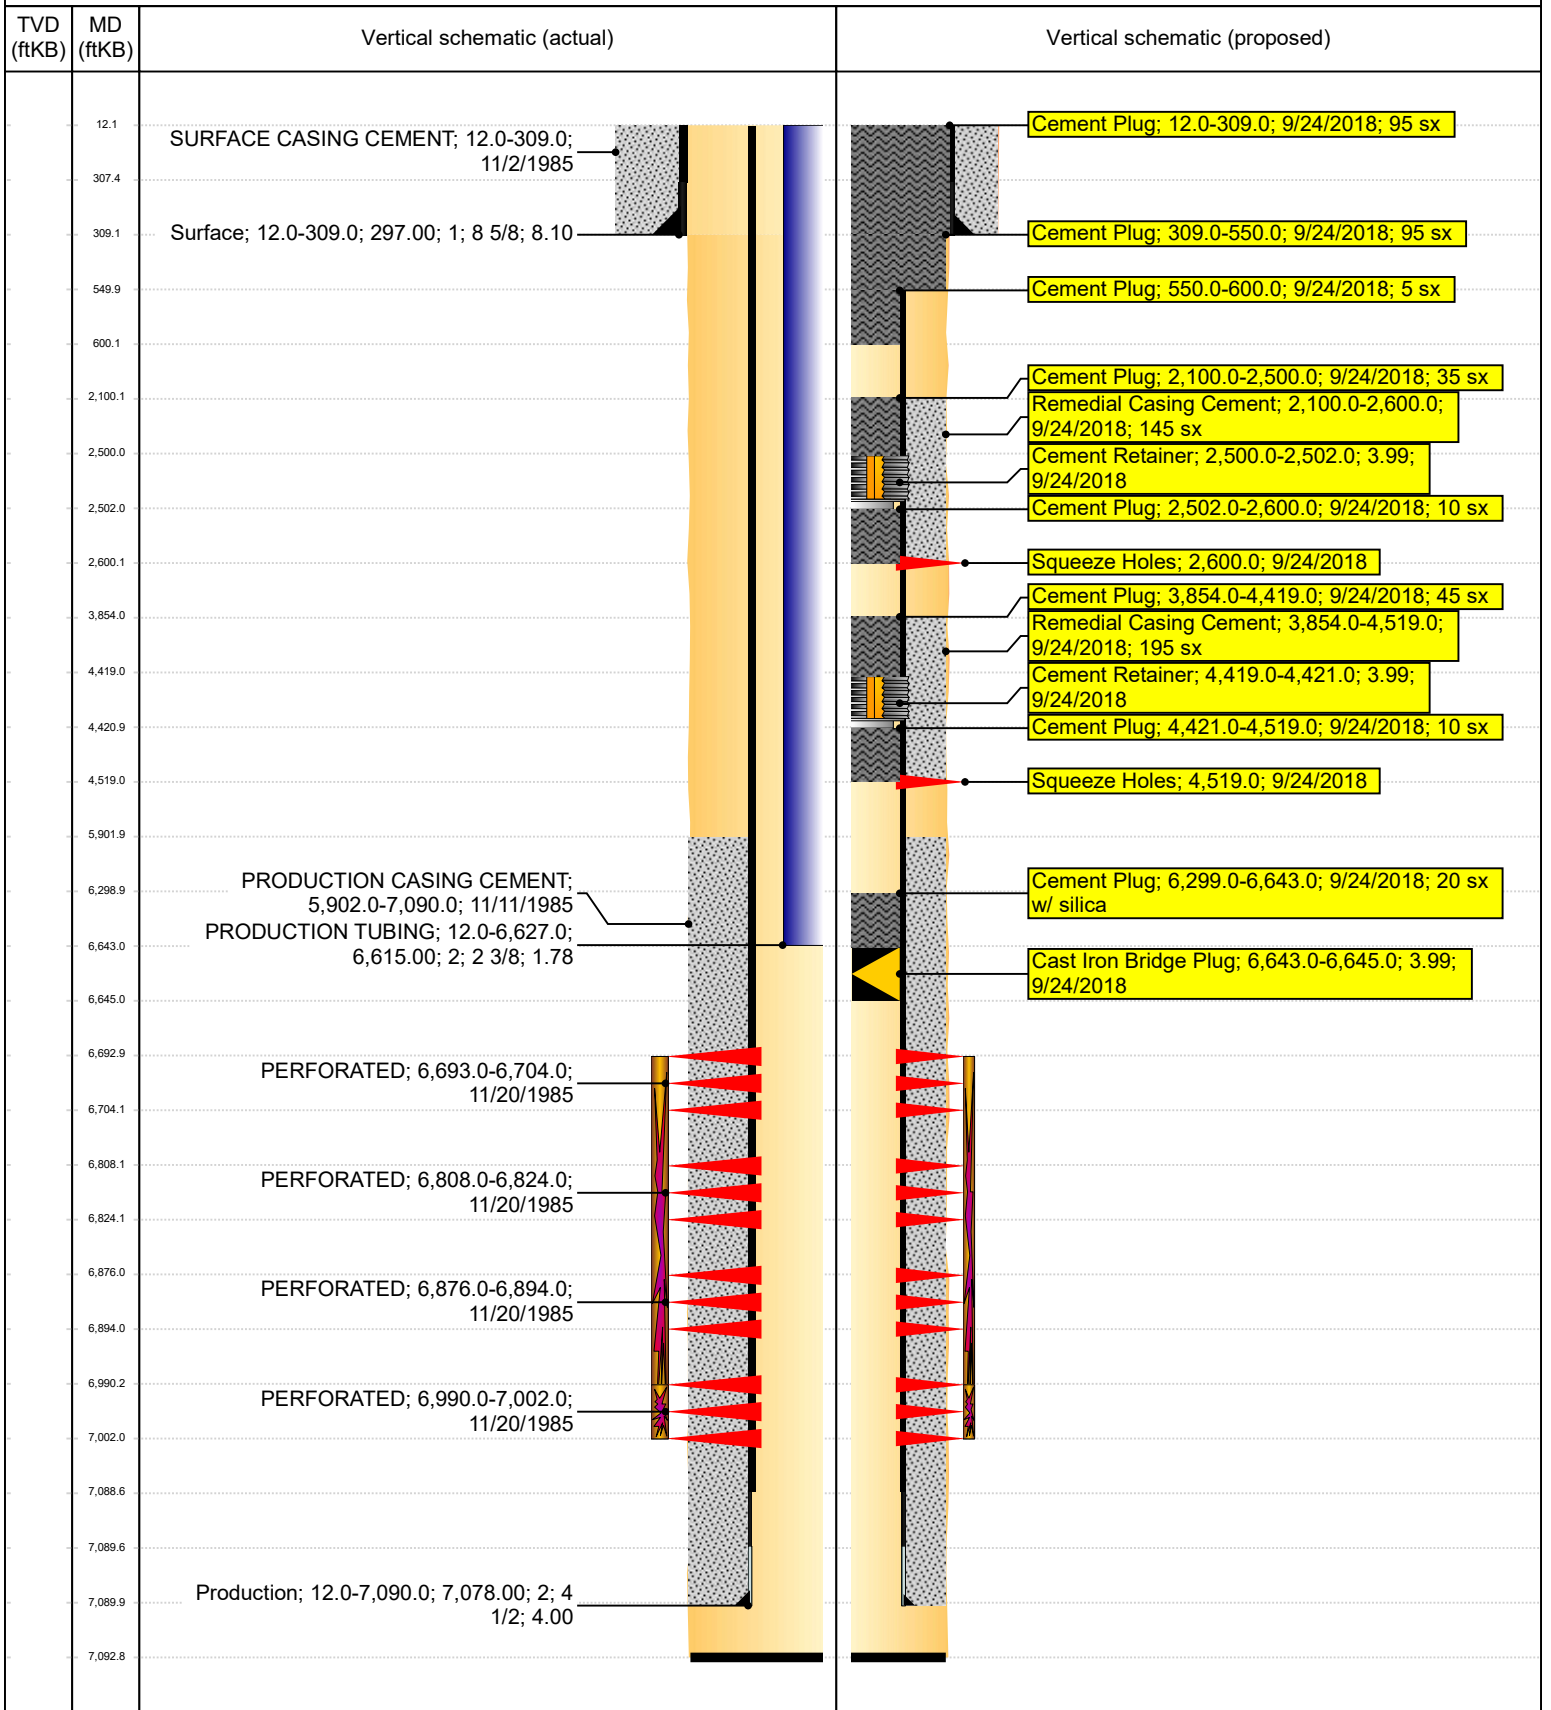 TVD
(ftKB)
MD
(ftKB)
Vertical schematic (actual)
Vertical schematic (proposed)
12.1
307.4
309.1
549.9
600.1
2,100.1
2,500.0
2,502.0
2,600.1
3,854.0
4,419.0
4,420.9
4,519.0
5,901.9
6,298.9
6,643.0
6,645.0
6,692.9
6,704.1
6,808.1
6,824.1
6,876.0
6,894.0
6,990.2
7,002.0
7,088.6
7,089.6
7,089.9
7,092.8
SURFACE CASING CEMENT; 12.0-309.0;
11/2/1985
Surface; 12.0-309.0; 297.00; 1; 8 5/8; 8.10
PRODUCTION CASING CEMENT;
5,902.0-7,090.0; 11/11/1985
PRODUCTION TUBING; 12.0-6,627.0;
6,615.00; 2; 2 3/8; 1.78
PERFORATED; 6,693.0-6,704.0;
11/20/1985
PERFORATED; 6,808.0-6,824.0;
11/20/1985
PERFORATED; 6,876.0-6,894.0;
11/20/1985
PERFORATED; 6,990.0-7,002.0;
11/20/1985
Production; 12.0-7,090.0; 7,078.00; 2; 4
1/2; 4.00
Cement Plug; 12.0-309.0; 9/24/2018; 95 sx
Cement Plug; 309.0-550.0; 9/24/2018; 95 sx
Cement Plug; 550.0-600.0; 9/24/2018; 5 sx
Cement Plug; 2,100.0-2,500.0; 9/24/2018; 35 sx
Remedial Casing Cement; 2,100.0-2,600.0;
9/24/2018; 145 sx
Cement Retainer; 2,500.0-2,502.0; 3.99;
9/24/2018
Cement Plug; 2,502.0-2,600.0; 9/24/2018; 10 sx
Squeeze Holes; 2,600.0; 9/24/2018
Cement Plug; 3,854.0-4,419.0; 9/24/2018; 45 sx
Remedial Casing Cement; 3,854.0-4,519.0;
9/24/2018; 195 sx
Cement Retainer; 4,419.0-4,421.0; 3.99;
9/24/2018
Cement Plug; 4,421.0-4,519.0; 9/24/2018; 10 sx
Squeeze Holes; 4,519.0; 9/24/2018
Cement Plug; 6,299.0-6,643.0; 9/24/2018; 20 sx
w/ silica
Cast Iron Bridge Plug; 6,643.0-6,645.0; 3.99;
9/24/2018